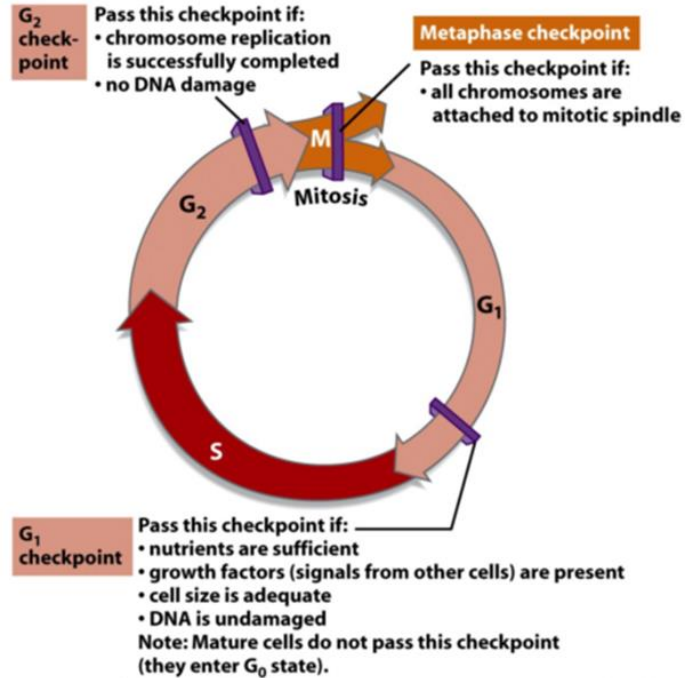 G₂
check-
point
Pass this checkpoint if:
• chromosome replication
is successfully completed
• no DNA damage
Metaphase checkpoint
Pass this checkpoint if:
• all chromosomes are
attached to mitotic spindle
M
Mitosis
G₂
G₁
S
G₁
checkpoint
Pass this checkpoint if:
• nutrients are sufficient
• growth factors (signals from other cells) are present
• cell size is adequate
• DNA is undamaged
Note: Mature cells do not pass this checkpoint
(they enter G₀ state).